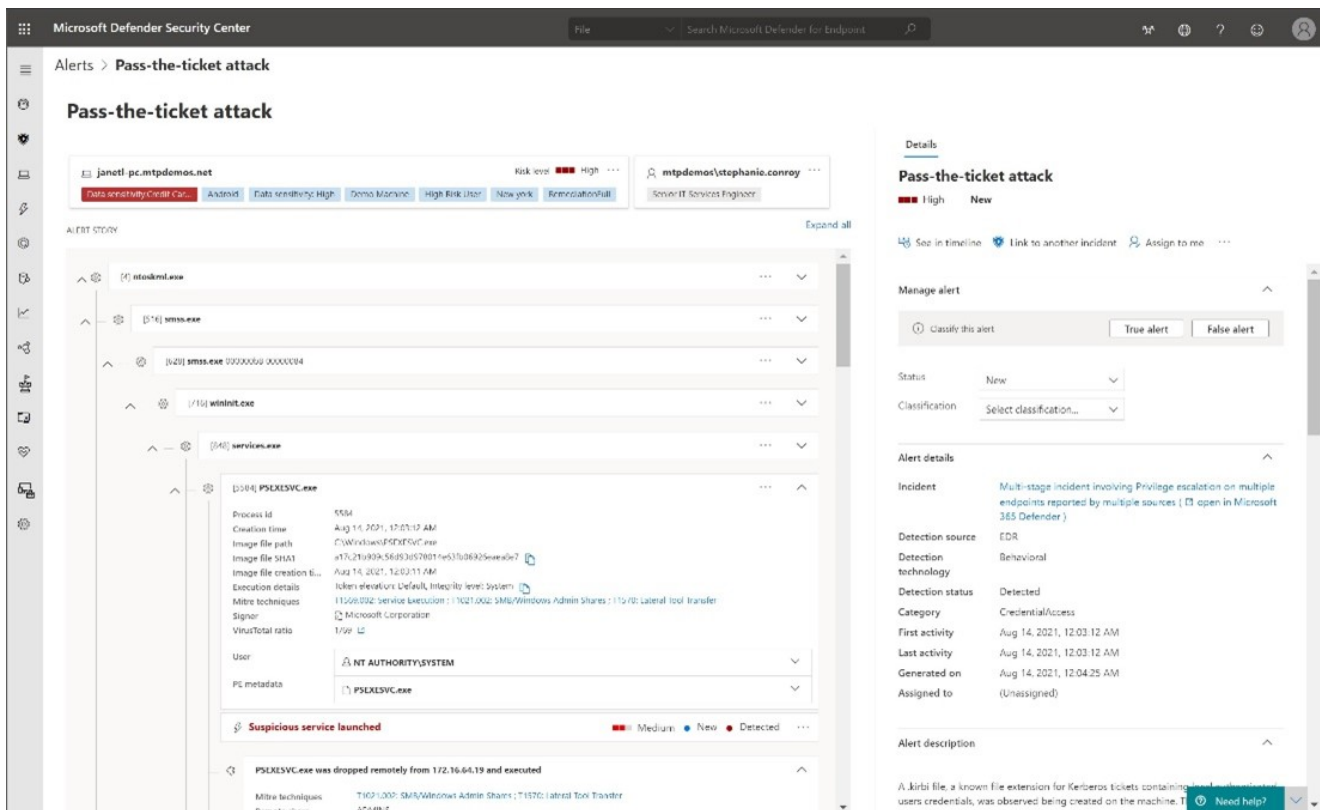 Microsoft Defender Security Center
File
Search Microsoft Defender for Endpoint
Alerts > Pass-the-ticket attack
Pass-the-ticket attack
janetl-pc.mtpdemos.net
Risk level High ...
Data sensitivity:Credit Car...
Android
Data sensitivity: High
Demo Machine
High Risk User
New york
RemediationFull
mtpdemos\stephanie.conroy ...
Senior IT Services Engineer
ALERT STORY
Expand all
[4] ntoskrnl.exe
[516] smss.exe
[628] smss.exe 00000084
[716] wininit.exe
services.exe
[5504] PSEXESVC.exe
Process id
Creation time Aug 14, 2021, 12:03:12 AM
Image file path C:\Windows\PSEXESVC.exe
Image file SHA1
Image file creation ti... Aug 14, 2021, 12:03:11 AM
Execution details Token elevation: Default, Integrity level: System
Mitre techniques T1569.002: Service Execution ; T1021.002: SMB/Windows Admin Shares ; T1570: Lateral Tool Transfer
Signer Microsoft Corporation
VirusTotal ratio
User NT AUTHORITY\SYSTEM
PE metadata PSEXESVC.exe
Suspicious service launched Medium New Detected ...
PSEXESVC.exe was dropped remotely from 172.16.64.19 and executed
Mitre techniques T1021.002: SMB/Windows Admin Shares ; T1570: Lateral Tool Transfer
Details
Pass-the-ticket attack
High New
See in timeline Link to another incident Assign to me ...
Manage alert
Classify this alert True alert False alert
Status New
Classification Select classification...
Alert details
Incident Multi-stage incident involving Privilege escalation on multiple
endpoints reported by multiple sources ( open in Microsoft
365 Defender )
Detection source EDR
Detection Behavioral
technology
Detection status Detected
Category CredentialAccess
First activity Aug 14, 2021, 12:03:12 AM
Last activity Aug 14, 2021, 12:03:12 AM
Generated on Aug 14, 2021, 12:04:25 AM
Assigned to (Unassigned)
Alert description
A .kirbi file, a known file extension for Kerberos tickets containing
users credentials, was observed being created on the machine.
Need help?